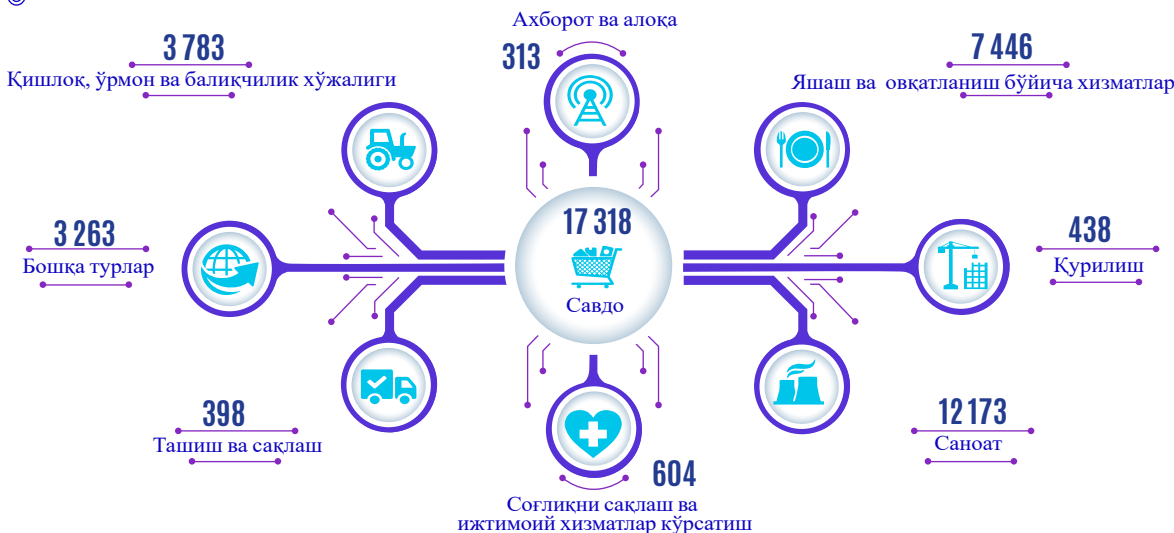 ©
Ахборот ва алоқа
313
3 783
Қишлоқ, ўрмон ва балиқчилик хўжалиги
7 446
Яшаш ва овқатланиш бўйича хизматлар
3 263
Бошқа турлар
17 318
Савдо
438
Қурилиш
398
Ташиш ва сақлаш
604
Соғлиқни сақлаш ва
ижтимоий хизматлар кўрсатиш
12 173
Саноат